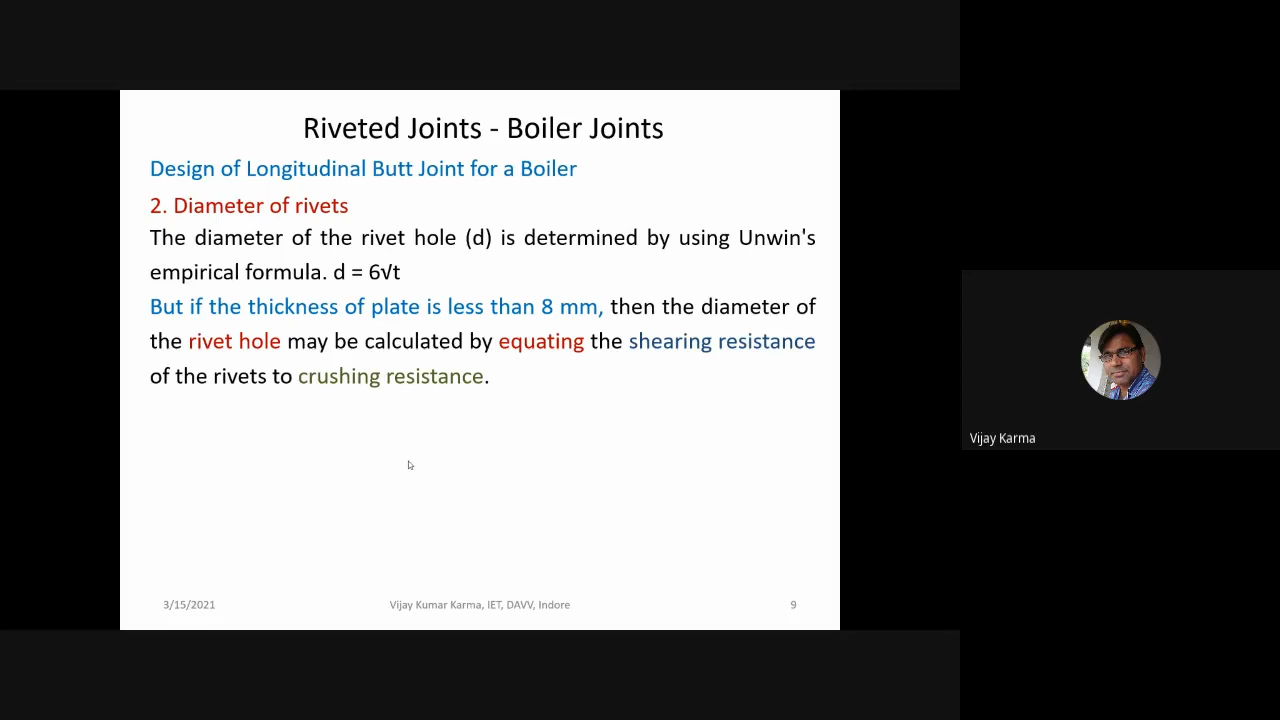 Riveted Joints - Boiler Joints
Design of Longitudinal Butt Joint for a Boiler
2. Diameter of rivets
The diameter of the rivet hole (d) is determined by using Unwin's
empirical formula. d = 6√t
But if the thickness of plate is less than 8 mm, then the diameter of
the rivet hole may be calculated by equating the shearing resistance
of the rivets to crushing resistance.
3/15/2021
Vijay Kumar Karma, IET, DAVV, Indore
9
Vijay Karma